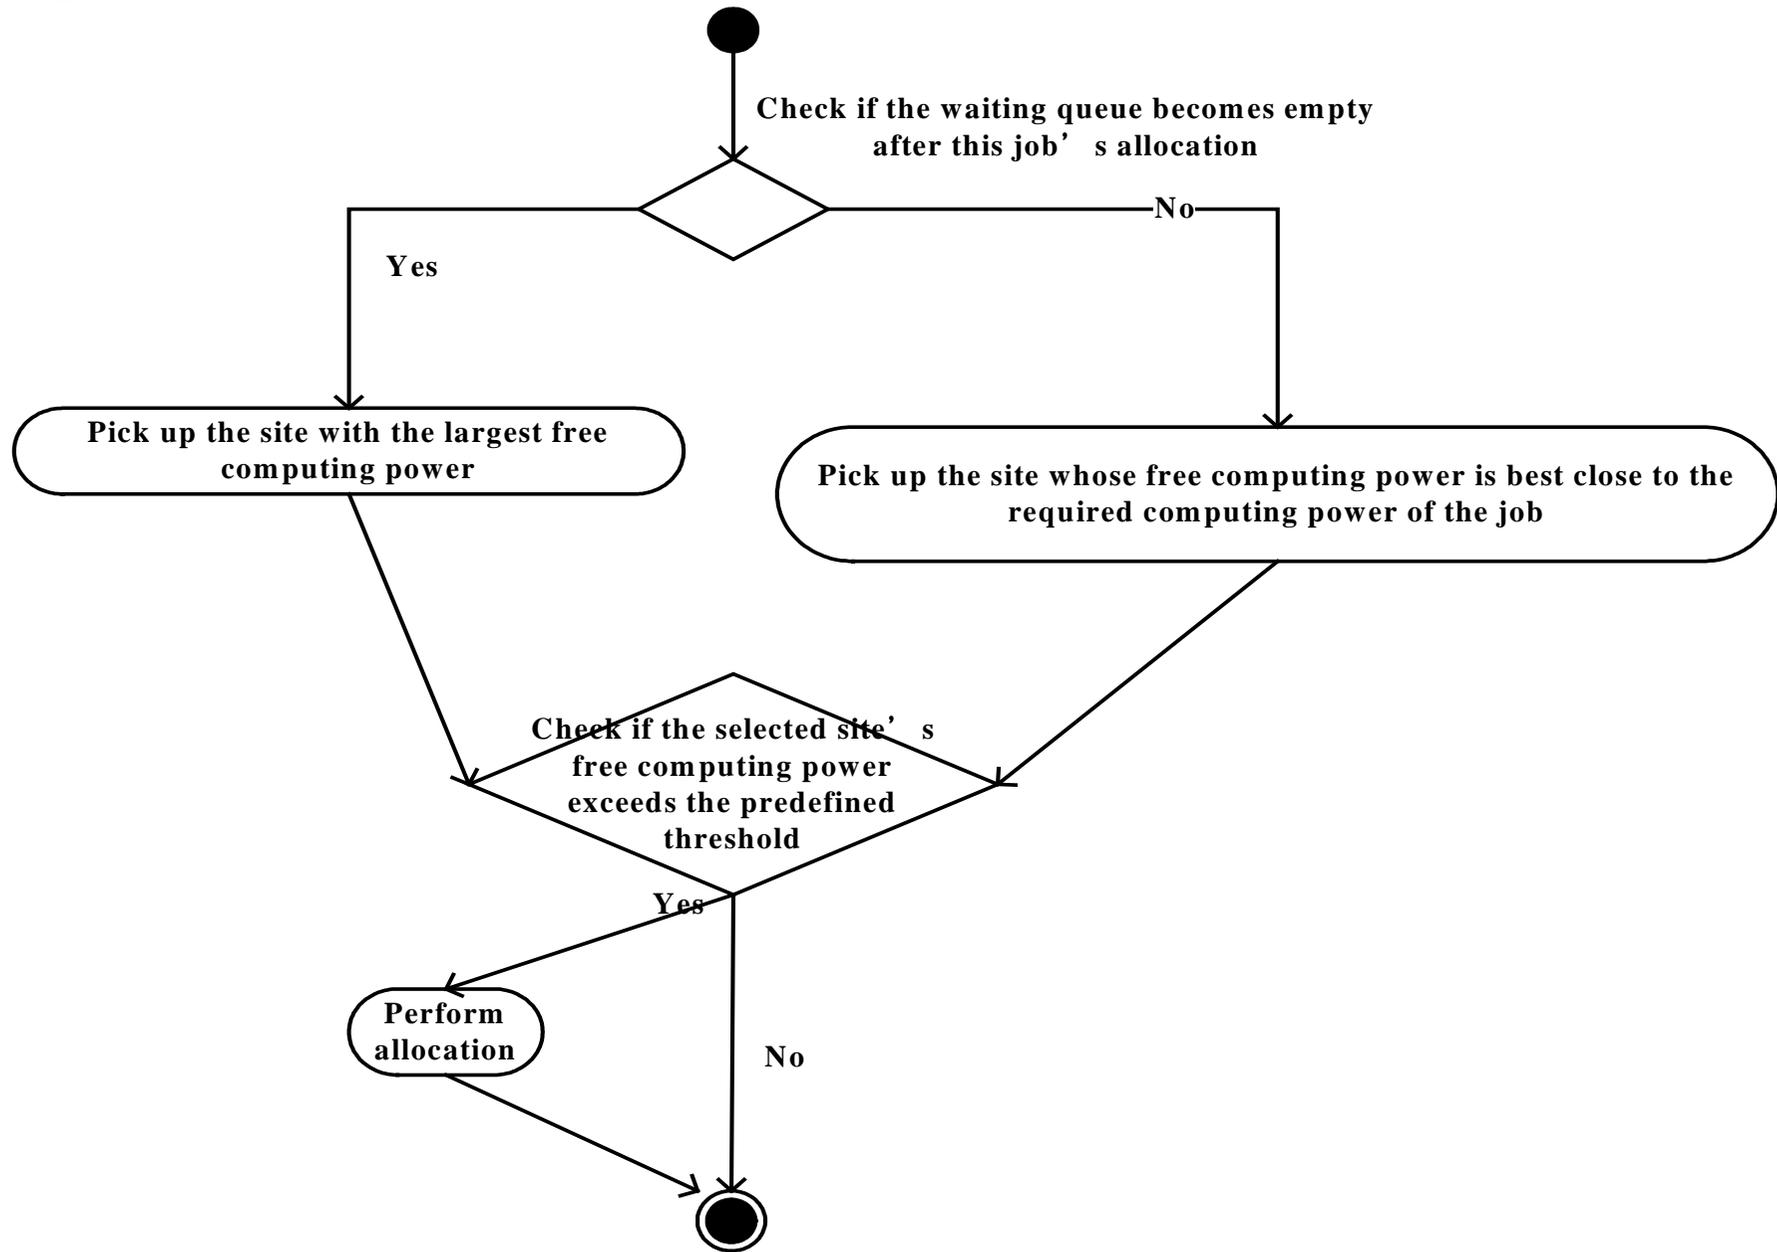 Check if the waiting queue becomes empty
after this job’ s allocation
No
Yes
Pick up the site with the largest free
computing power
Pick up the site whose free computing power is best close to the
required computing power of the job
Check if the selected site’ s
free computing power
exceeds the predefined
threshold
Yes
Perform
allocation
No